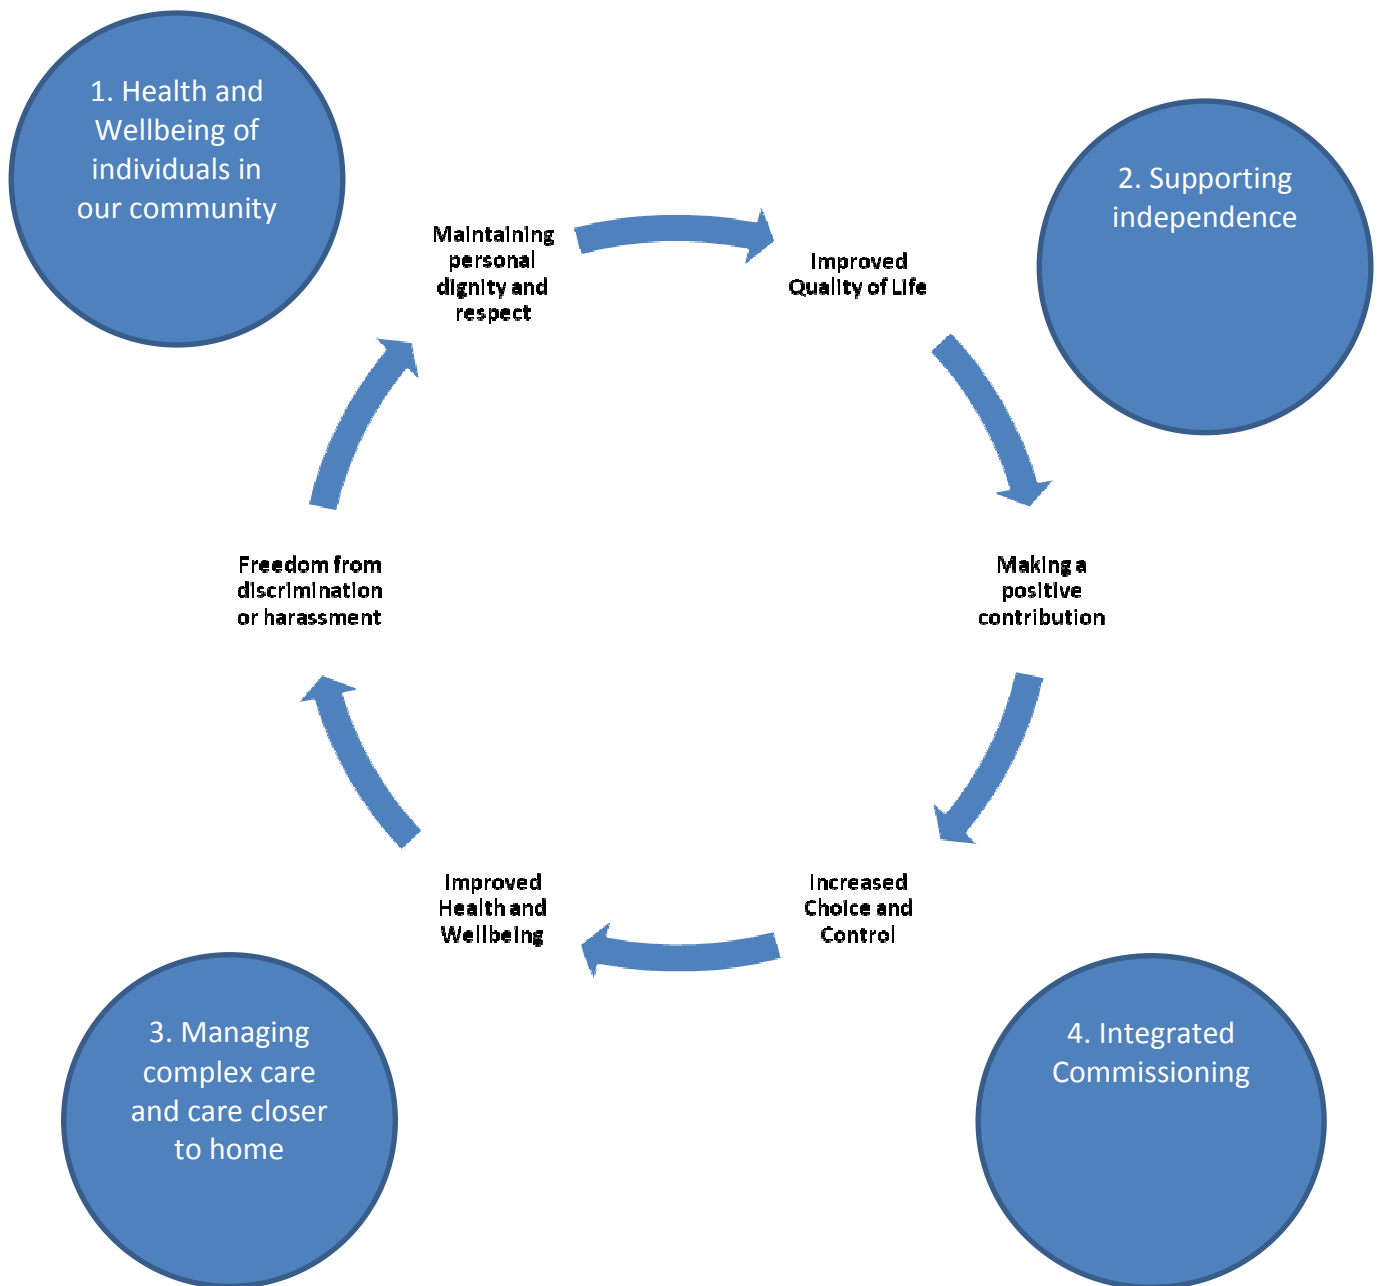 1. Health and
Wellbeing of
individuals in
our community
2. Supporting
independence
Maintaining
personal
dignity and
respect
Improved
Quality of Life
Freedom from
discrimination
or harassment
Making a
positive
contribution
Improved
Health and
Wellbeing
Increased
Choice and
Control
3. Managing
complex care
and care closer
to home
4. Integrated
Commissioning